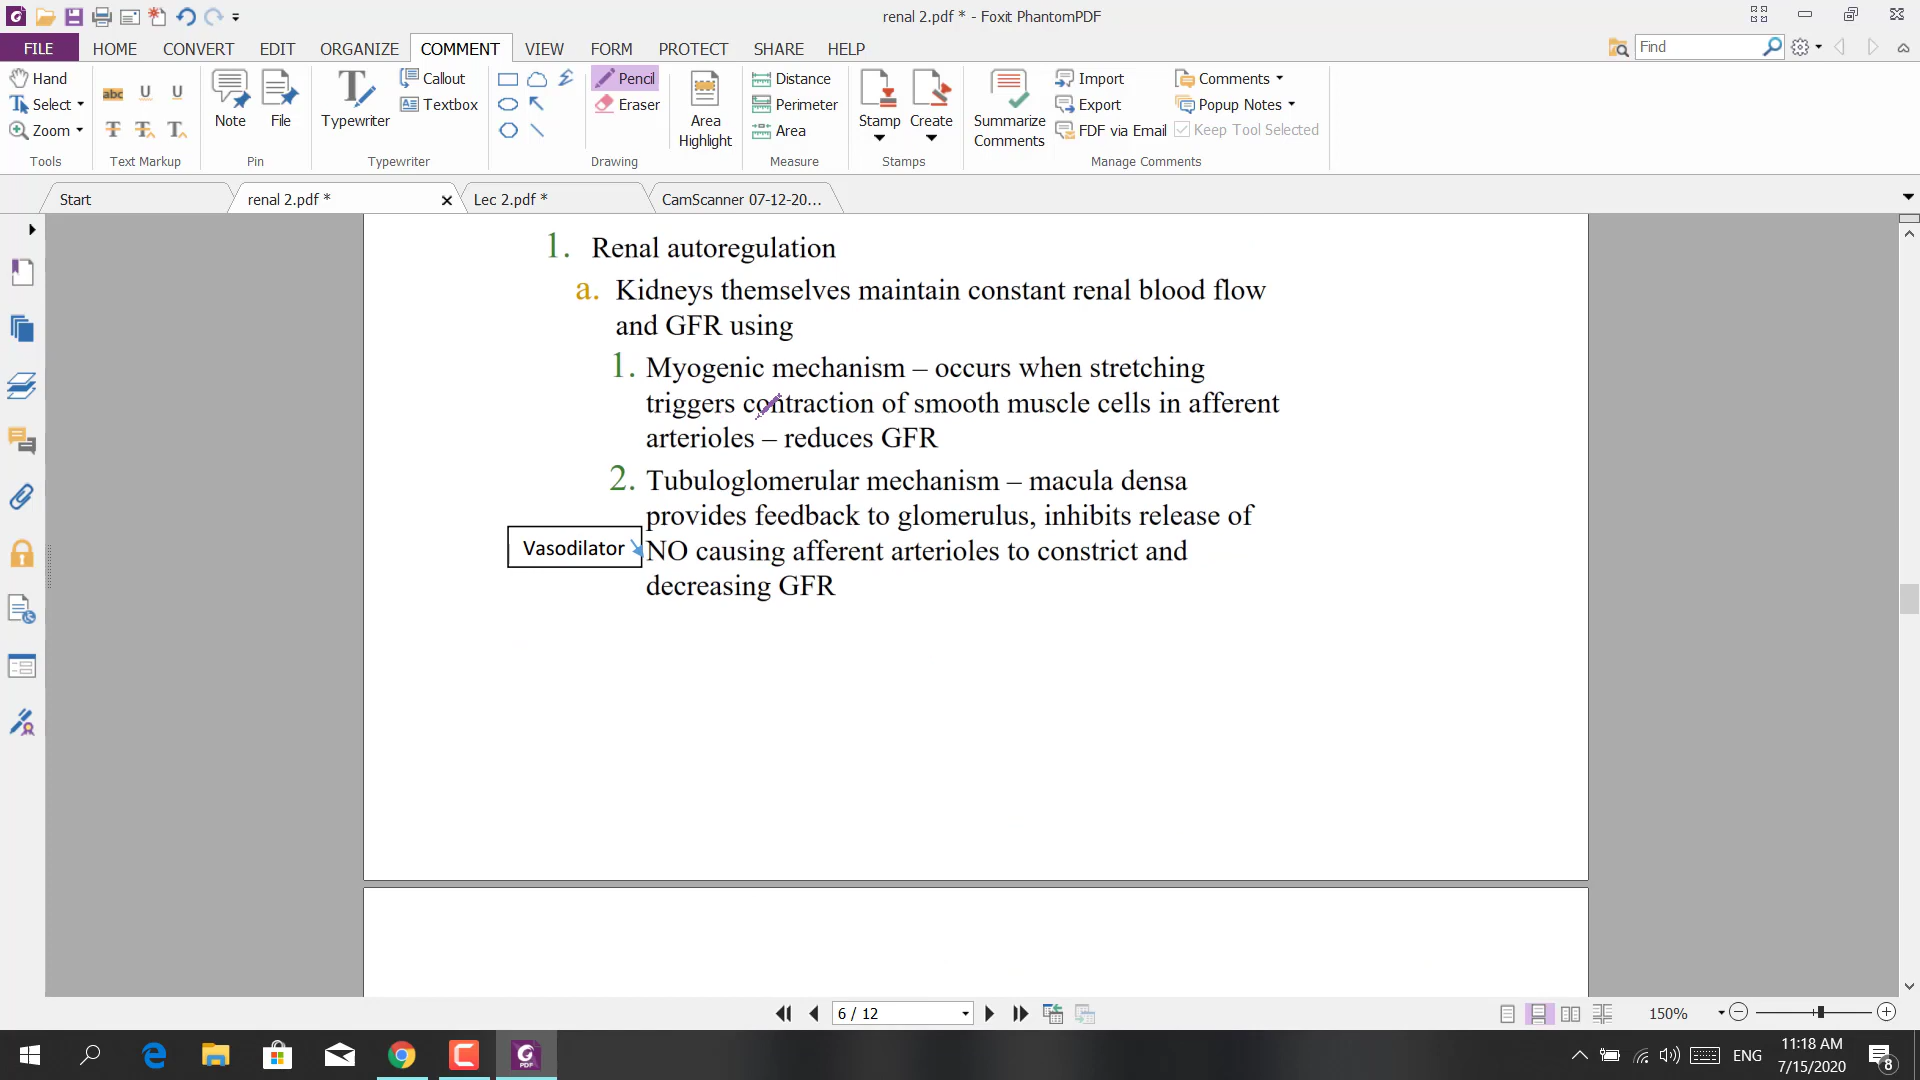 renal 2.pdf * - Foxit PhantomPDF
FILE HOME CONVERT EDIT ORGANIZE COMMENT VIEW FORM PROTECT SHARE HELP
Find
Hand
Select
Zoom
Tools
abc U U
T T T
Text Markup
Note File
Pin
Typewriter
Callout
Textbox
Typewriter
Pencil
Eraser
Area
Highlight
Drawing
Distance
Perimeter
Area
Measure
Stamp Create
Stamps
Summarize
Comments
Import
Export
FDF via Email
Comments
Popup Notes
Keep Tool Selected
Manage Comments
Start renal 2.pdf * Lec 2.pdf * CamScanner 07-12-20...
1. Renal autoregulation
a. Kidneys themselves maintain constant renal blood flow
and GFR using
1. Myogenic mechanism – occurs when stretching
triggers contraction of smooth muscle cells in afferent
arterioles – reduces GFR
2. Tubuloglomerular mechanism – macula densa
provides feedback to glomerulus, inhibits release of
Vasodilator
NO causing afferent arterioles to constrict and
decreasing GFR
6 / 12
150%
PDF
ENG
11:18 AM
7/15/2020
8